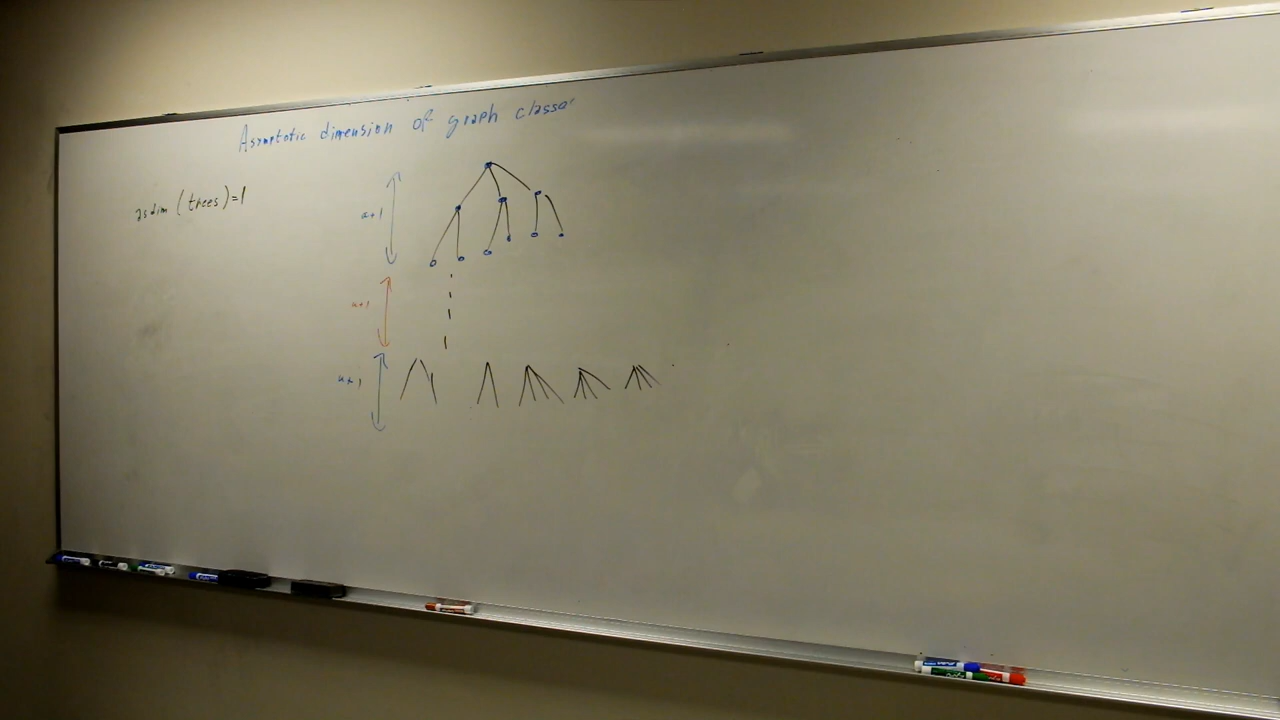 Asymptotic dimension of graph classes
asdim (trees)=1
a+1
a+1
a+1